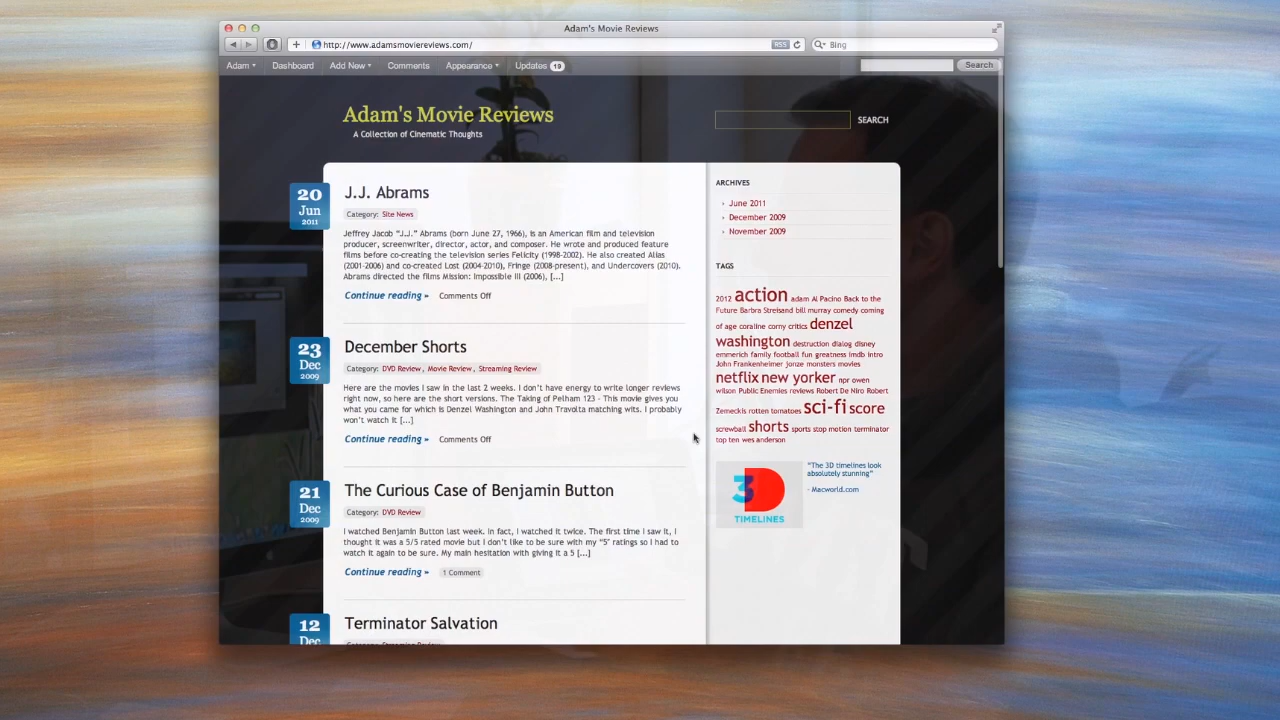 Adam's Movie Reviews
http://www.adamsmoviereviews.com/
RSS
Bing
Adam
Dashboard
Add New
Comments
Appearance
Updates 19
Search
Adam's Movie Reviews
A Collection of Cinematic Thoughts
SEARCH
20
Jun
2011
J.J. Abrams
Category: Site News
Jeffrey Jacob "J.J." Abrams (born June 27, 1966), is an American film and television
producer, screenwriter, director, actor, and composer. He wrote and produced feature
films before co-creating the television series Felicity (1998-2002). He also created Alias
(2001-2006) and co-created Lost (2004-2010), Fringe (2008-present), and Undercovers (2010).
Abrams directed the films Mission: Impossible III (2006), [...]
Continue reading » Comments Off
23
Dec
2009
December Shorts
Category: DVD Review, Movie Review, Streaming Review
Here are the movies I saw in the last 2 weeks. I don't have energy to write longer reviews
right now, so here are the short versions. The Taking of Pelham 123 - This movie gives you
what you came for which is Denzel Washington and John Travolta matching wits. I probably
won't watch it [...]
Continue reading » Comments Off
21
Dec
2009
The Curious Case of Benjamin Button
Category: DVD Review
I watched Benjamin Button last week. In fact, I watched it twice. The first time I saw it, I
thought it was a 5/5 rated movie but I don't like to be sure with my "5" ratings so I had to
watch it again to be sure. My main hesitation with giving it a 5 [...]
Continue reading » 1 Comment
12
Dec
Terminator Salvation
Category: Streaming Review
ARCHIVES
June 2011
December 2009
November 2009
TAGS
2012 action adam Al Pacino Back to the
Future Barbra Streisand bill murray comedy coming
of age coraline corny critics denzel
washington destruction dialog disney
emmerich family football fun greatness imdb intro
John Frankenheimer jonze monsters movies
netflix new yorker npr owen
wilson Public Enemies reviews Robert De Niro Robert
Zemeckis rotten tomatoes sci-fi score
screwball shorts sports stop motion terminator
top ten wes anderson
3D
TIMELINES
"The 3D timelines look
absolutely stunning"
- Macworld.com